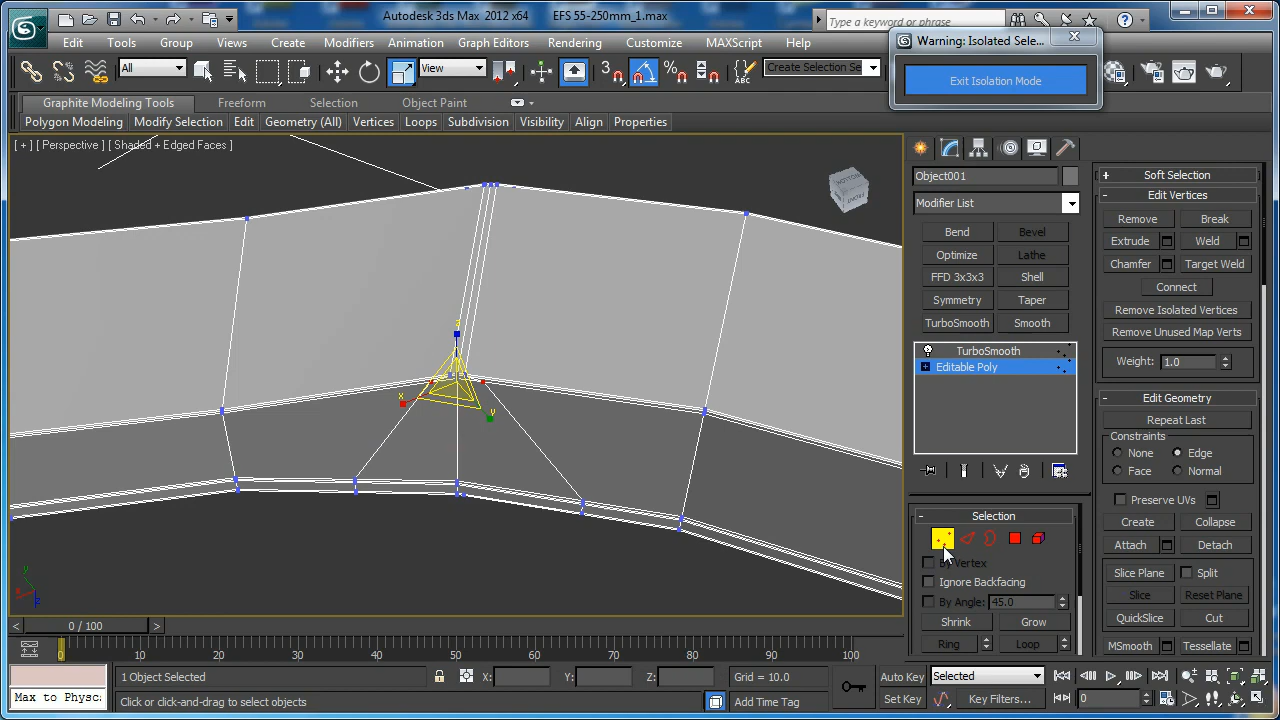 Autodesk 3ds Max 2012 x64 EFS 55-250mm_1.max
Type a keyword or phrase
Edit Tools Group Views Create Modifiers Animation Graph Editors Rendering Customize MAXScript Help
Warning: Isolated Sele...
Exit Isolation Mode
All View 3 Create Selection Se
Graphite Modeling Tools Freeform Selection Object Paint
Polygon Modeling Modify Selection Edit Geometry (All) Vertices Loops Subdivision Visibility Align Properties
[ + ] [ Perspective ] [ Shaded + Edged Faces ]
BOTTOM
FRONT
z
x
y
y
x
z
Object001
Modifier List
Bend Bevel
Optimize Lathe
FFD 3x3x3 Shell
Symmetry Taper
TurboSmooth Smooth
TurboSmooth
Editable Poly
Selection
By Vertex
Ignore Backfacing
By Angle: 45.0
Shrink Grow
Ring Loop
Soft Selection
Edit Vertices
Remove Break
Extrude Weld
Chamfer Target Weld
Connect
Remove Isolated Vertices
Remove Unused Map Verts
Weight: 1.0
Edit Geometry
Repeat Last
Constraints
None Edge
Face Normal
Preserve UVs
Create Collapse
Attach Detach
Slice Plane Split
Slice Reset Plane
QuickSlice Cut
MSmooth Tessellate
< 0 / 100 >
0 10 20 30 40 50 60 70 80 90 100
1 Object Selected X: Y: Z: Grid = 10.0 Auto Key Selected
Max to Physcs
Click or click-and-drag to select objects Add Time Tag Set Key Key Filters... 0